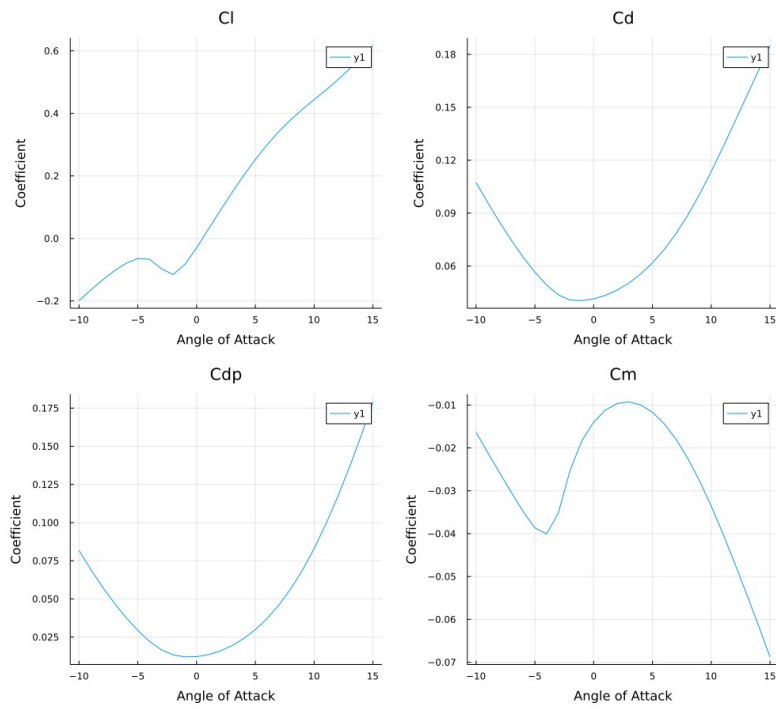 Cl
Cd
0.6
0.4
0.2
0.0
−0.2
Coefficient
y1
−10 −5 0 5 10 15
Angle of Attack
0.18
0.15
0.12
0.09
0.06
Coefficient
y1
−10 −5 0 5 10 15
Angle of Attack
Cdp
Cm
0.175
0.150
0.125
0.100
0.075
0.050
0.025
Coefficient
y1
−10 −5 0 5 10 15
Angle of Attack
−0.01
−0.02
−0.03
−0.04
−0.05
−0.06
−0.07
Coefficient
y1
−10 −5 0 5 10 15
Angle of Attack